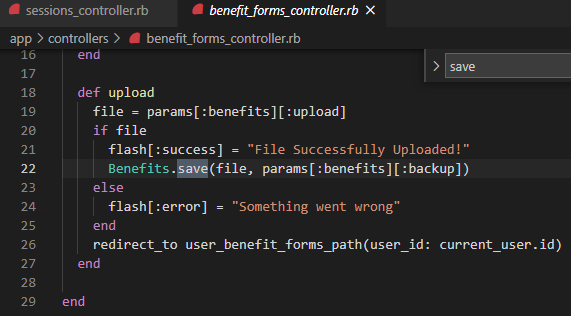 sessions_controller.rb benefit_forms_controller.rb ×
app > controllers > benefit_forms_controller.rb
> save
16 end
17
18 def upload
19 file = params[:benefits][:upload]
20 if file
21 flash[:success] = "File Successfully Uploaded!"
22 Benefits.save(file, params[:benefits][:backup])
23 else
24 flash[:error] = "Something went wrong"
25 end
26 redirect_to user_benefit_forms_path(user_id: current_user.id)
27 end
28
29 end